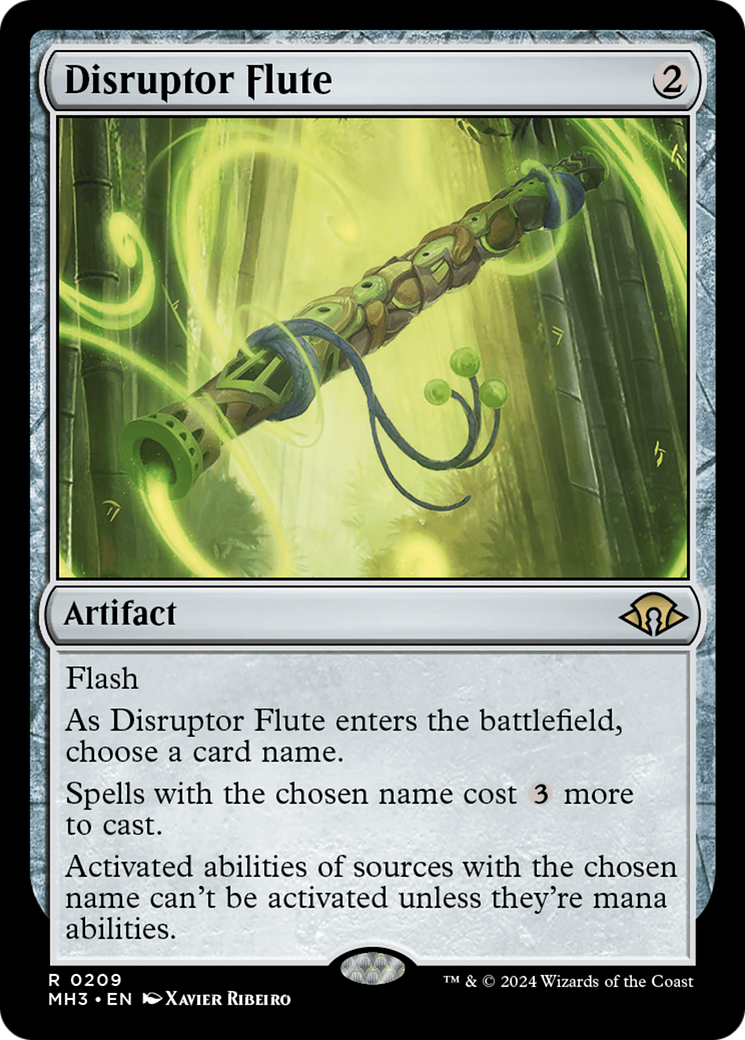 Disruptor Flute 2
Artifact
Flash
As Disruptor Flute enters the battlefield,
choose a card name.
Spells with the chosen name cost 3 more
to cast.
Activated abilities of sources with the chosen
name can't be activated unless they're mana
abilities.
R 0209
MH3 • EN Xavier Ribeiro
™ & © 2024 Wizards of the Coast